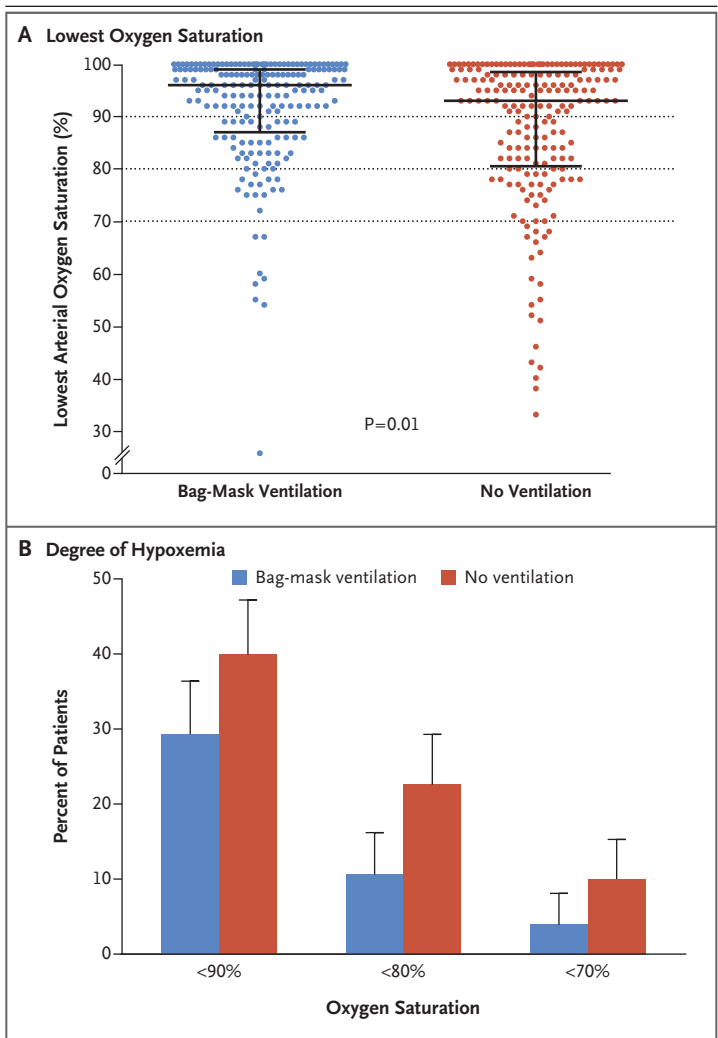 A Lowest Oxygen Saturation
Lowest Arterial Oxygen Saturation (%)
100
90
80
70
60
50
40
30
0
P=0.01
Bag-Mask Ventilation No Ventilation
B Degree of Hypoxemia
Bag-mask ventilation No ventilation
Percent of Patients
50
40
30
20
10
0
<90% <80% <70%
Oxygen Saturation